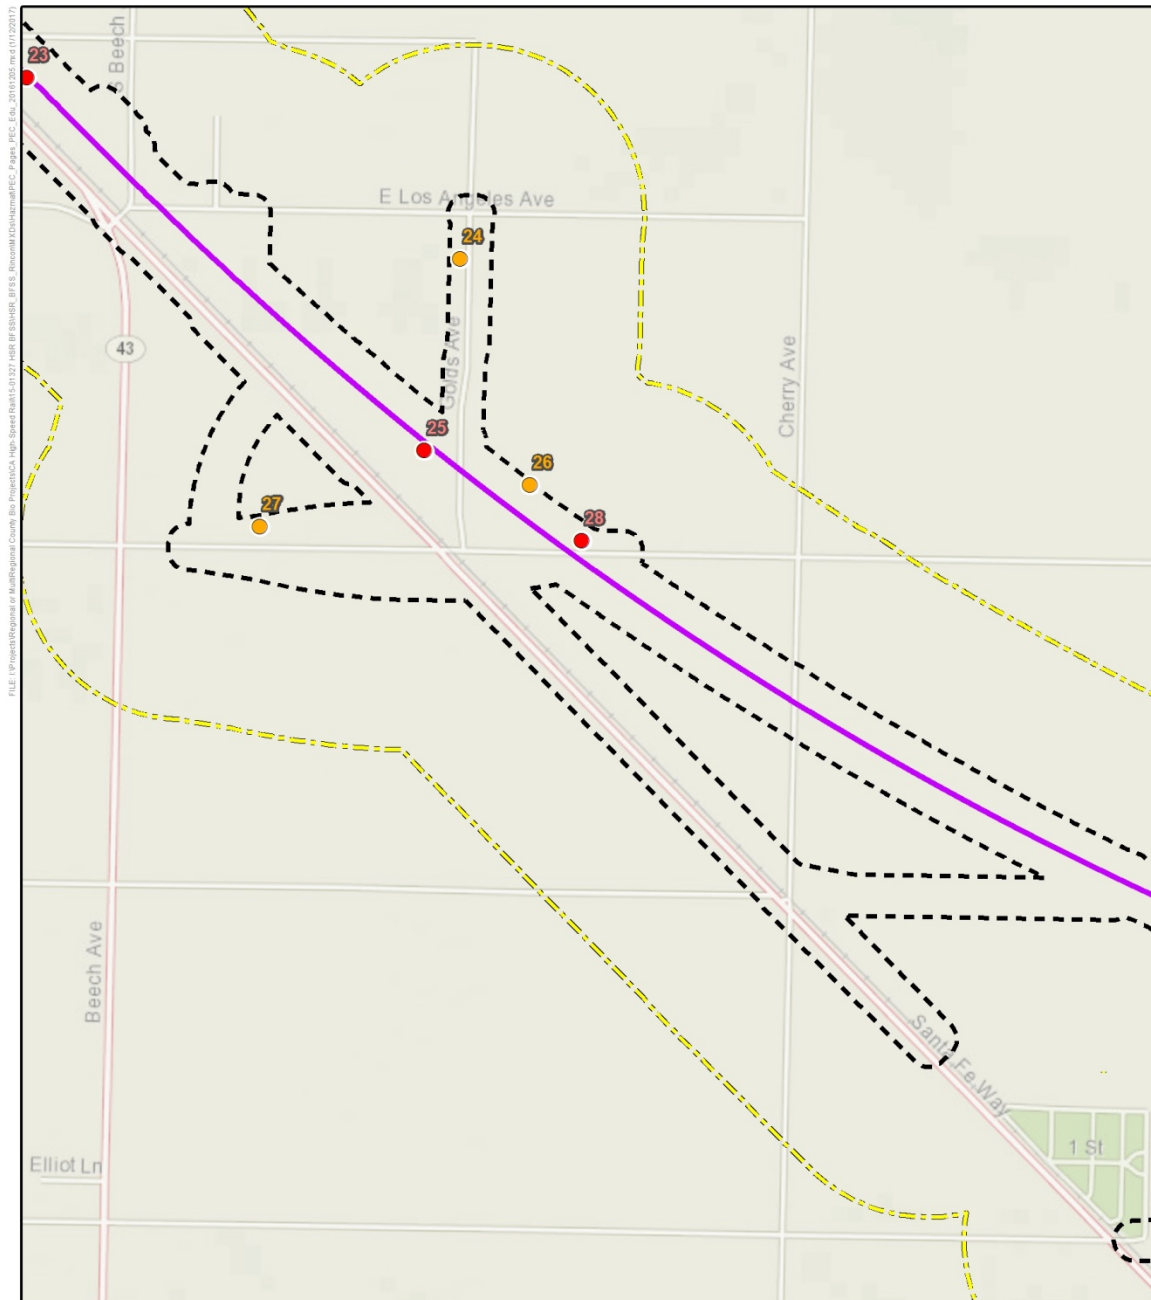 23
S Beech
E Los Angeles Ave
24
43
Golds Ave
Cherry Ave
25
26
27
28
Beech Ave
Santa Fe Way
1 St
Elliot Ln